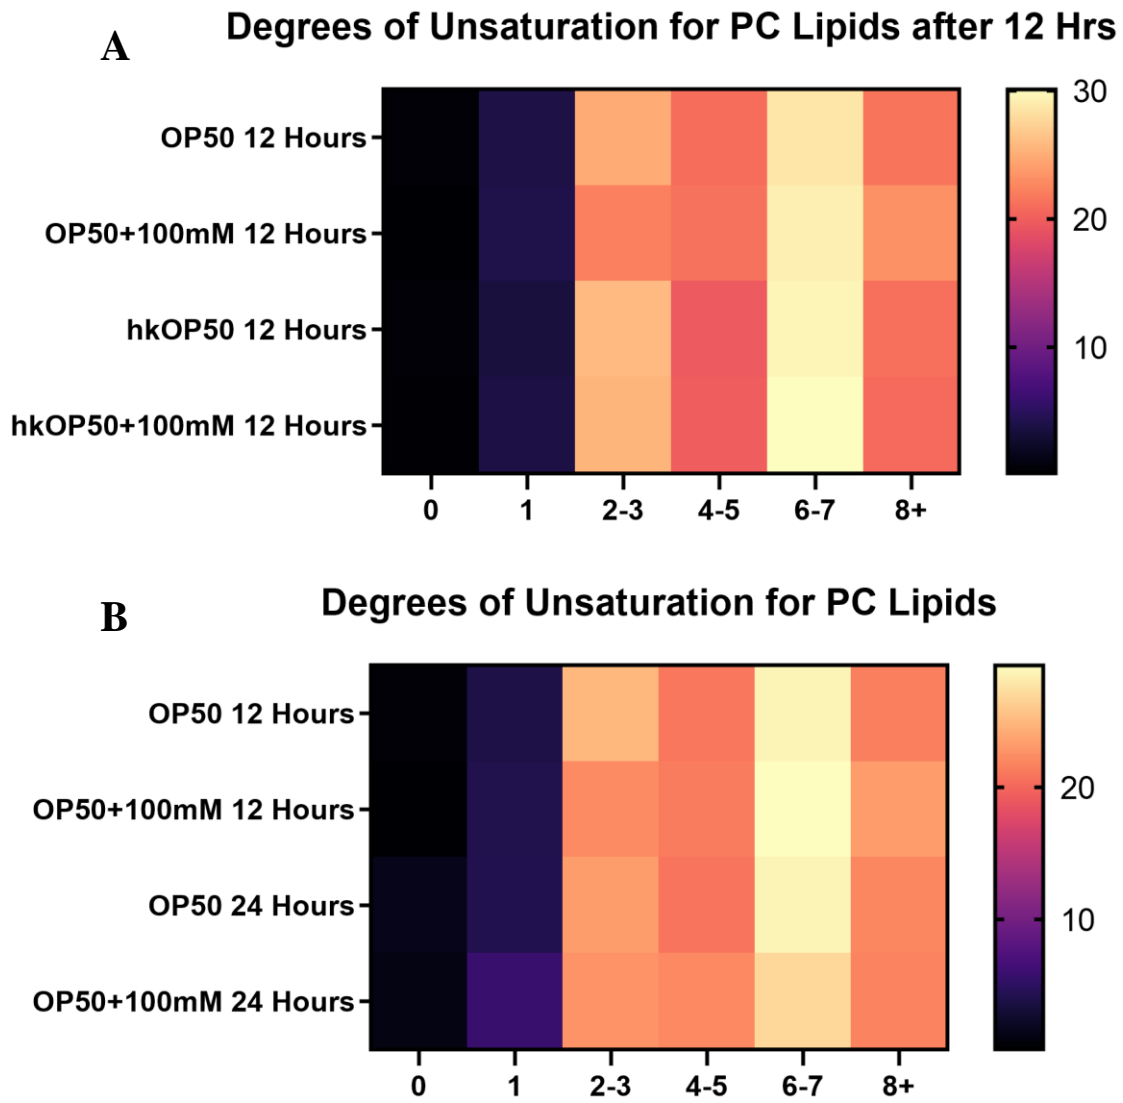 A
Degrees of Unsaturation for PC Lipids after 12 Hrs
OP50 12 Hours
OP50+100mM 12 Hours
hkOP50 12 Hours
hkOP50+100mM 12 Hours
30
20
10
0 1 2-3 4-5 6-7 8+
B
Degrees of Unsaturation for PC Lipids
OP50 12 Hours
OP50+100mM 12 Hours
OP50 24 Hours
OP50+100mM 24 Hours
20
10
0 1 2-3 4-5 6-7 8+